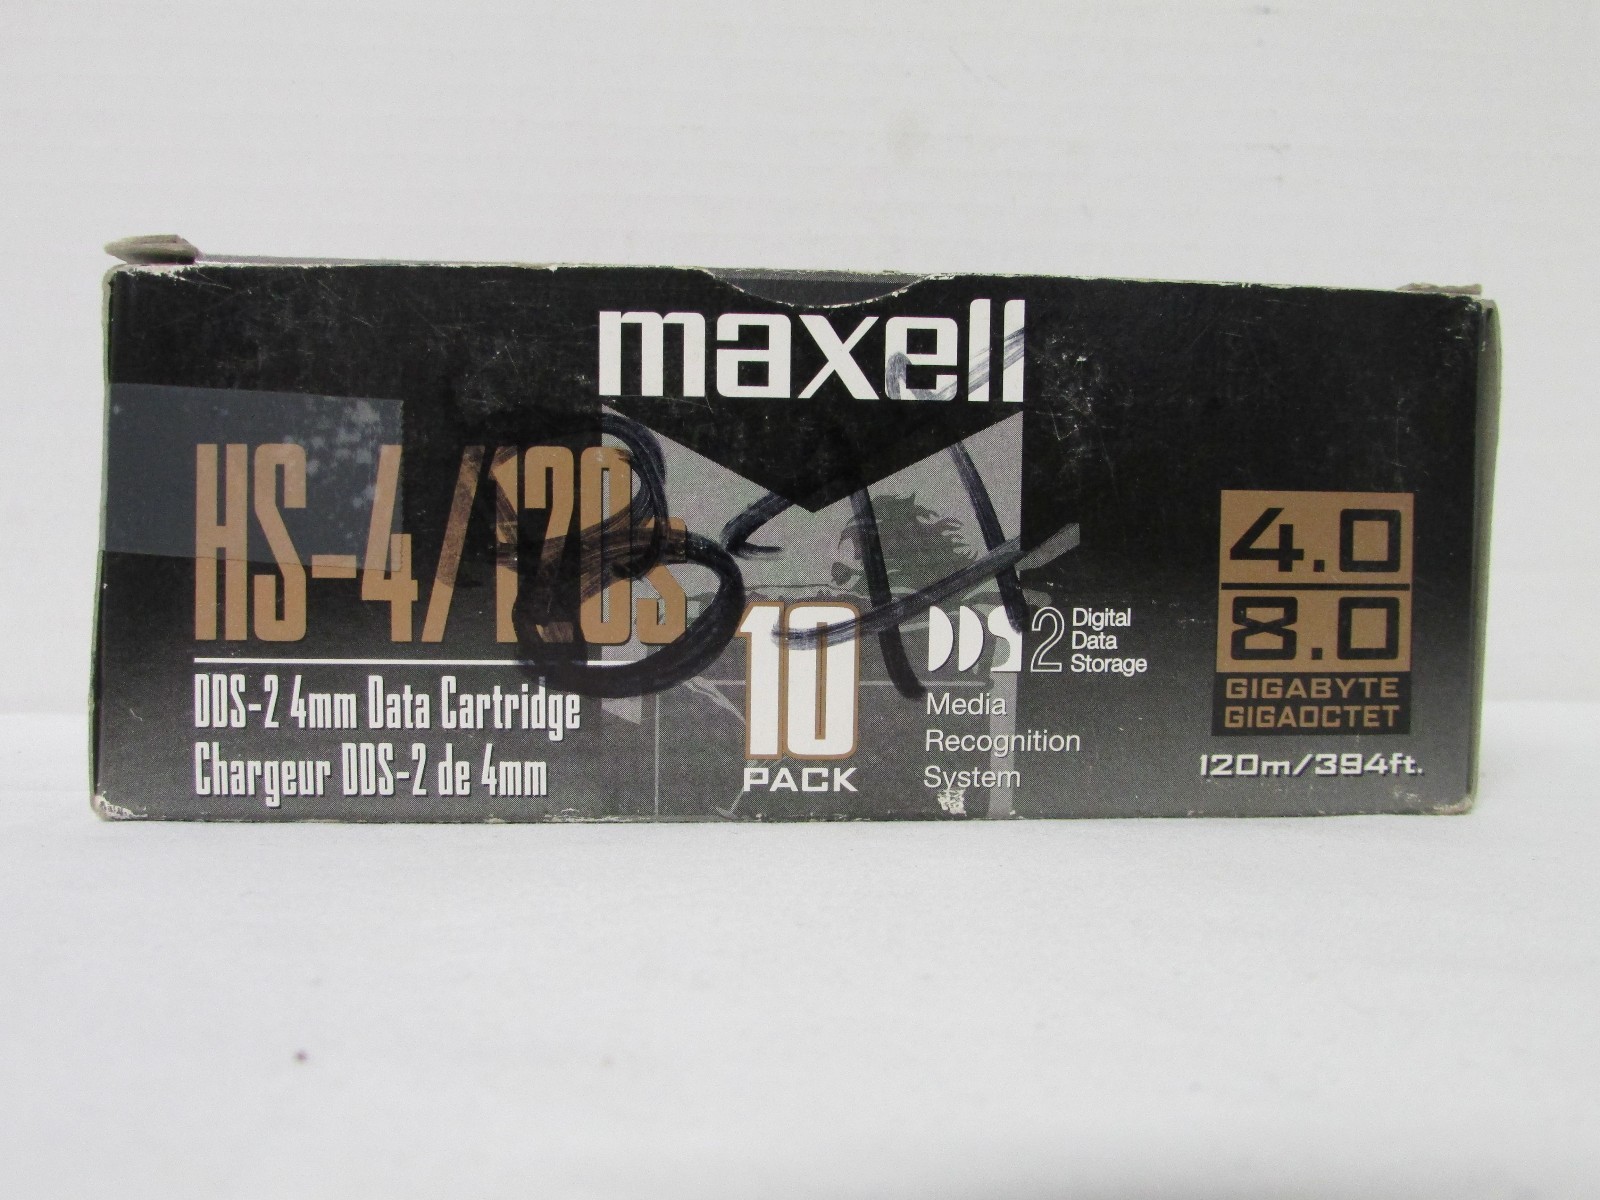 maxell
HS-4/120s
DDS-2 4mm Data Cartridge
Chargeur DDS-2 de 4mm
10
PACK
DDS2 Digital
Data
Storage
Media
Recognition
System
4.0
8.0
GIGABYTE
GIGAOCTET
120m/394ft.